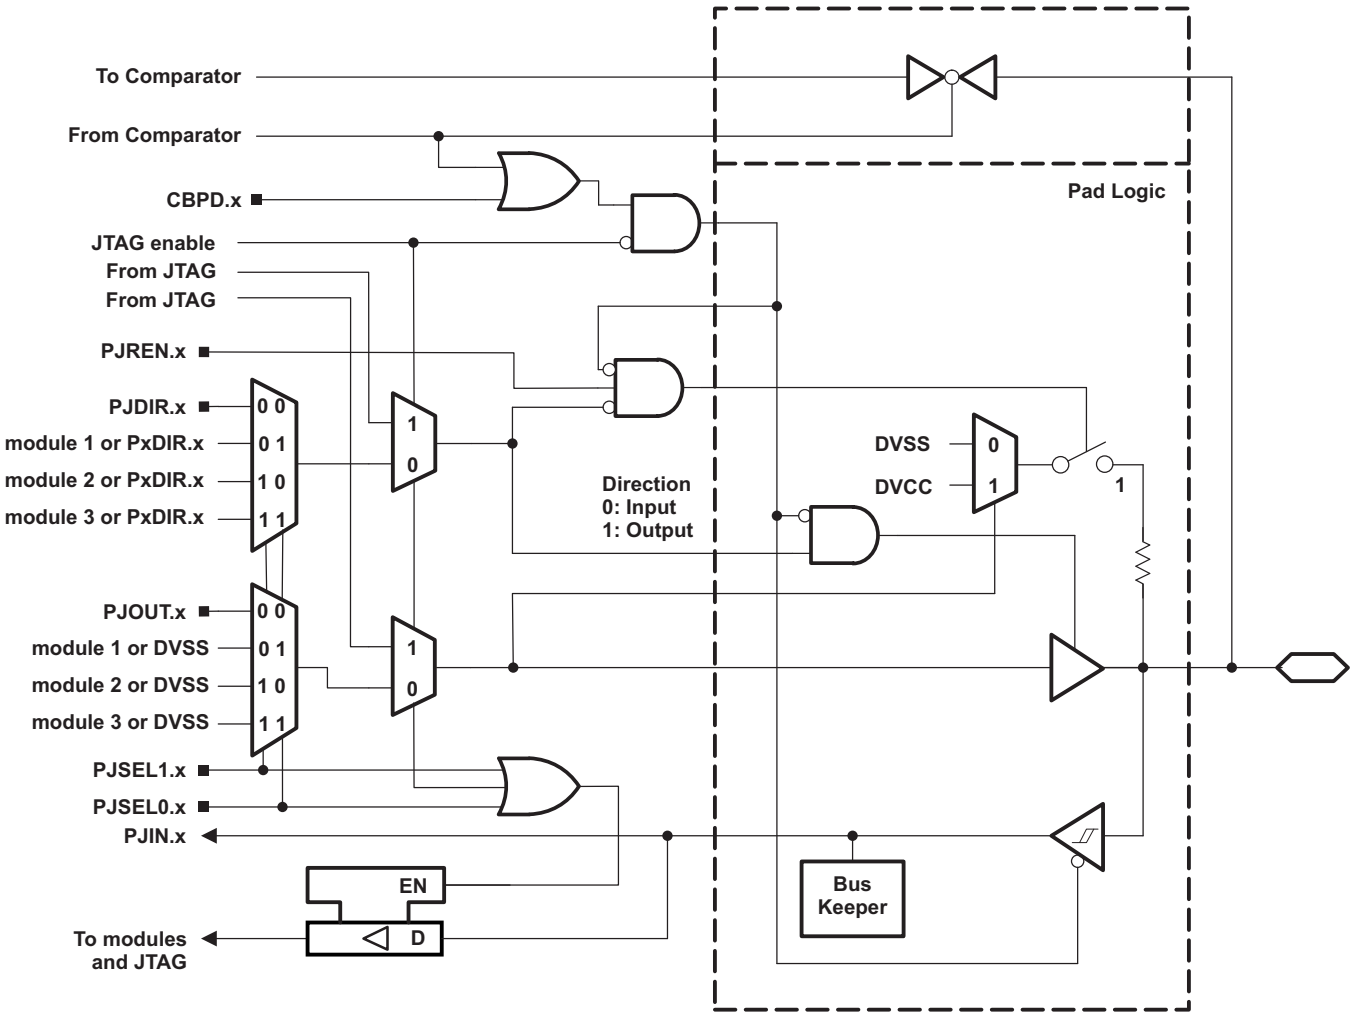 To Comparator
From Comparator
Pad Logic
CBPD.x
JTAG enable
From JTAG
From JTAG
PJREN.x
PJDIR.x
0 0
module 1 or PxDIR.x
0 1
module 2 or PxDIR.x
1 0
module 3 or PxDIR.x
1 1
1
0
DVSS
0
DVCC
1
1
Direction
0: Input
1: Output
PJOUT.x
0 0
module 1 or DVSS
0 1
module 2 or DVSS
1 0
module 3 or DVSS
1 1
1
0
PJSEL1.x
PJSEL0.x
PJIN.x
EN
D
Bus
Keeper
To modules
and JTAG